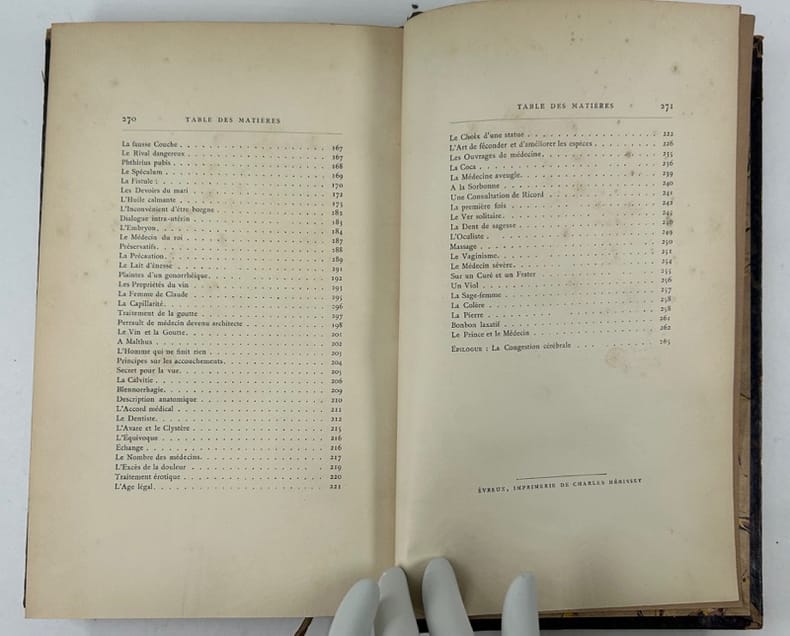 270 TABLE DES MATIÈRES
La fausse Couche . . . 167
Le Rival dangereux . . . 167
Phthirius pubis . . . 168
Le Spéculum . . . 169
La Fistule . . . 170
Les Devoirs du mari . . . 172
L'Huile calmante . . . 175
L'Inconvénient d'être borgne . . . 182
Dialogue intra-utérin . . . 183
L'Embryon. . . . 184
Le Médecin du roi . . . 187
Préservatifs. . . . 188
La Précaution. . . . 189
Le Lait d'ânesse . . . 191
Plaintes d'un gonorrhéique. . . . 192
Les Propriétés du vin . . . 193
La Femme de Claude . . . 195
La Capillarité. . . . 196
Traitement de la goutte . . . 197
Perrault de médecin devenu architecte . . . 198
Le Vin et la Goutte. . . . 201
A Malthus . . . 202
L'Homme qui ne finit rien . . . 203
Principes sur les accouchements. . . . 204
Secret pour la vue. . . . 205
La Calvitie . . . 206
Blennorrhagie. . . . 209
Description anatomique . . . 210
L'Accord médical . . . 211
Le Dentiste. . . . 212
L'Avare et le Clystère . . . 215
L'Équivoque . . . 216
Échange . . . 216
Le Nombre des médecins. . . . 217
L'Excès de la douleur . . . 219
Traitement érotique . . . 220
L'Age légal. . . . 221
TABLE DES MATIÈRES 271
Le Choix d'une statue . . . 222
L'Art de féconder et d'améliorer les espèces . . . 226
Les Ouvrages de médecine. . . . 235
La Coca . . . 236
La Médecine aveugle. . . . 239
A la Sorbonne . . . 240
Une Consultation de Ricord . . . 241
La première fois . . . 242
Le Ver solitaire. . . . 245
La Dent de sagesse . . .
L'Oculiste . . . 249
Massage . . . 250
Le Vaginisme. . . . 251
Le Médecin sévère. . . . 254
Sur un Curé et un Frater . . . 255
Un Viol . . . 256
La Sage-femme . . . 257
La Colère . . . 258
La Pierre . . . 258
Bonbon laxatif . . . 261
Le Prince et le Médecin . . . 262
ÉPILOGUE : La Congestion cérébrale . . . 265
ÉVREUX, IMPRIMERIE DE CHARLES HÉRISSEY